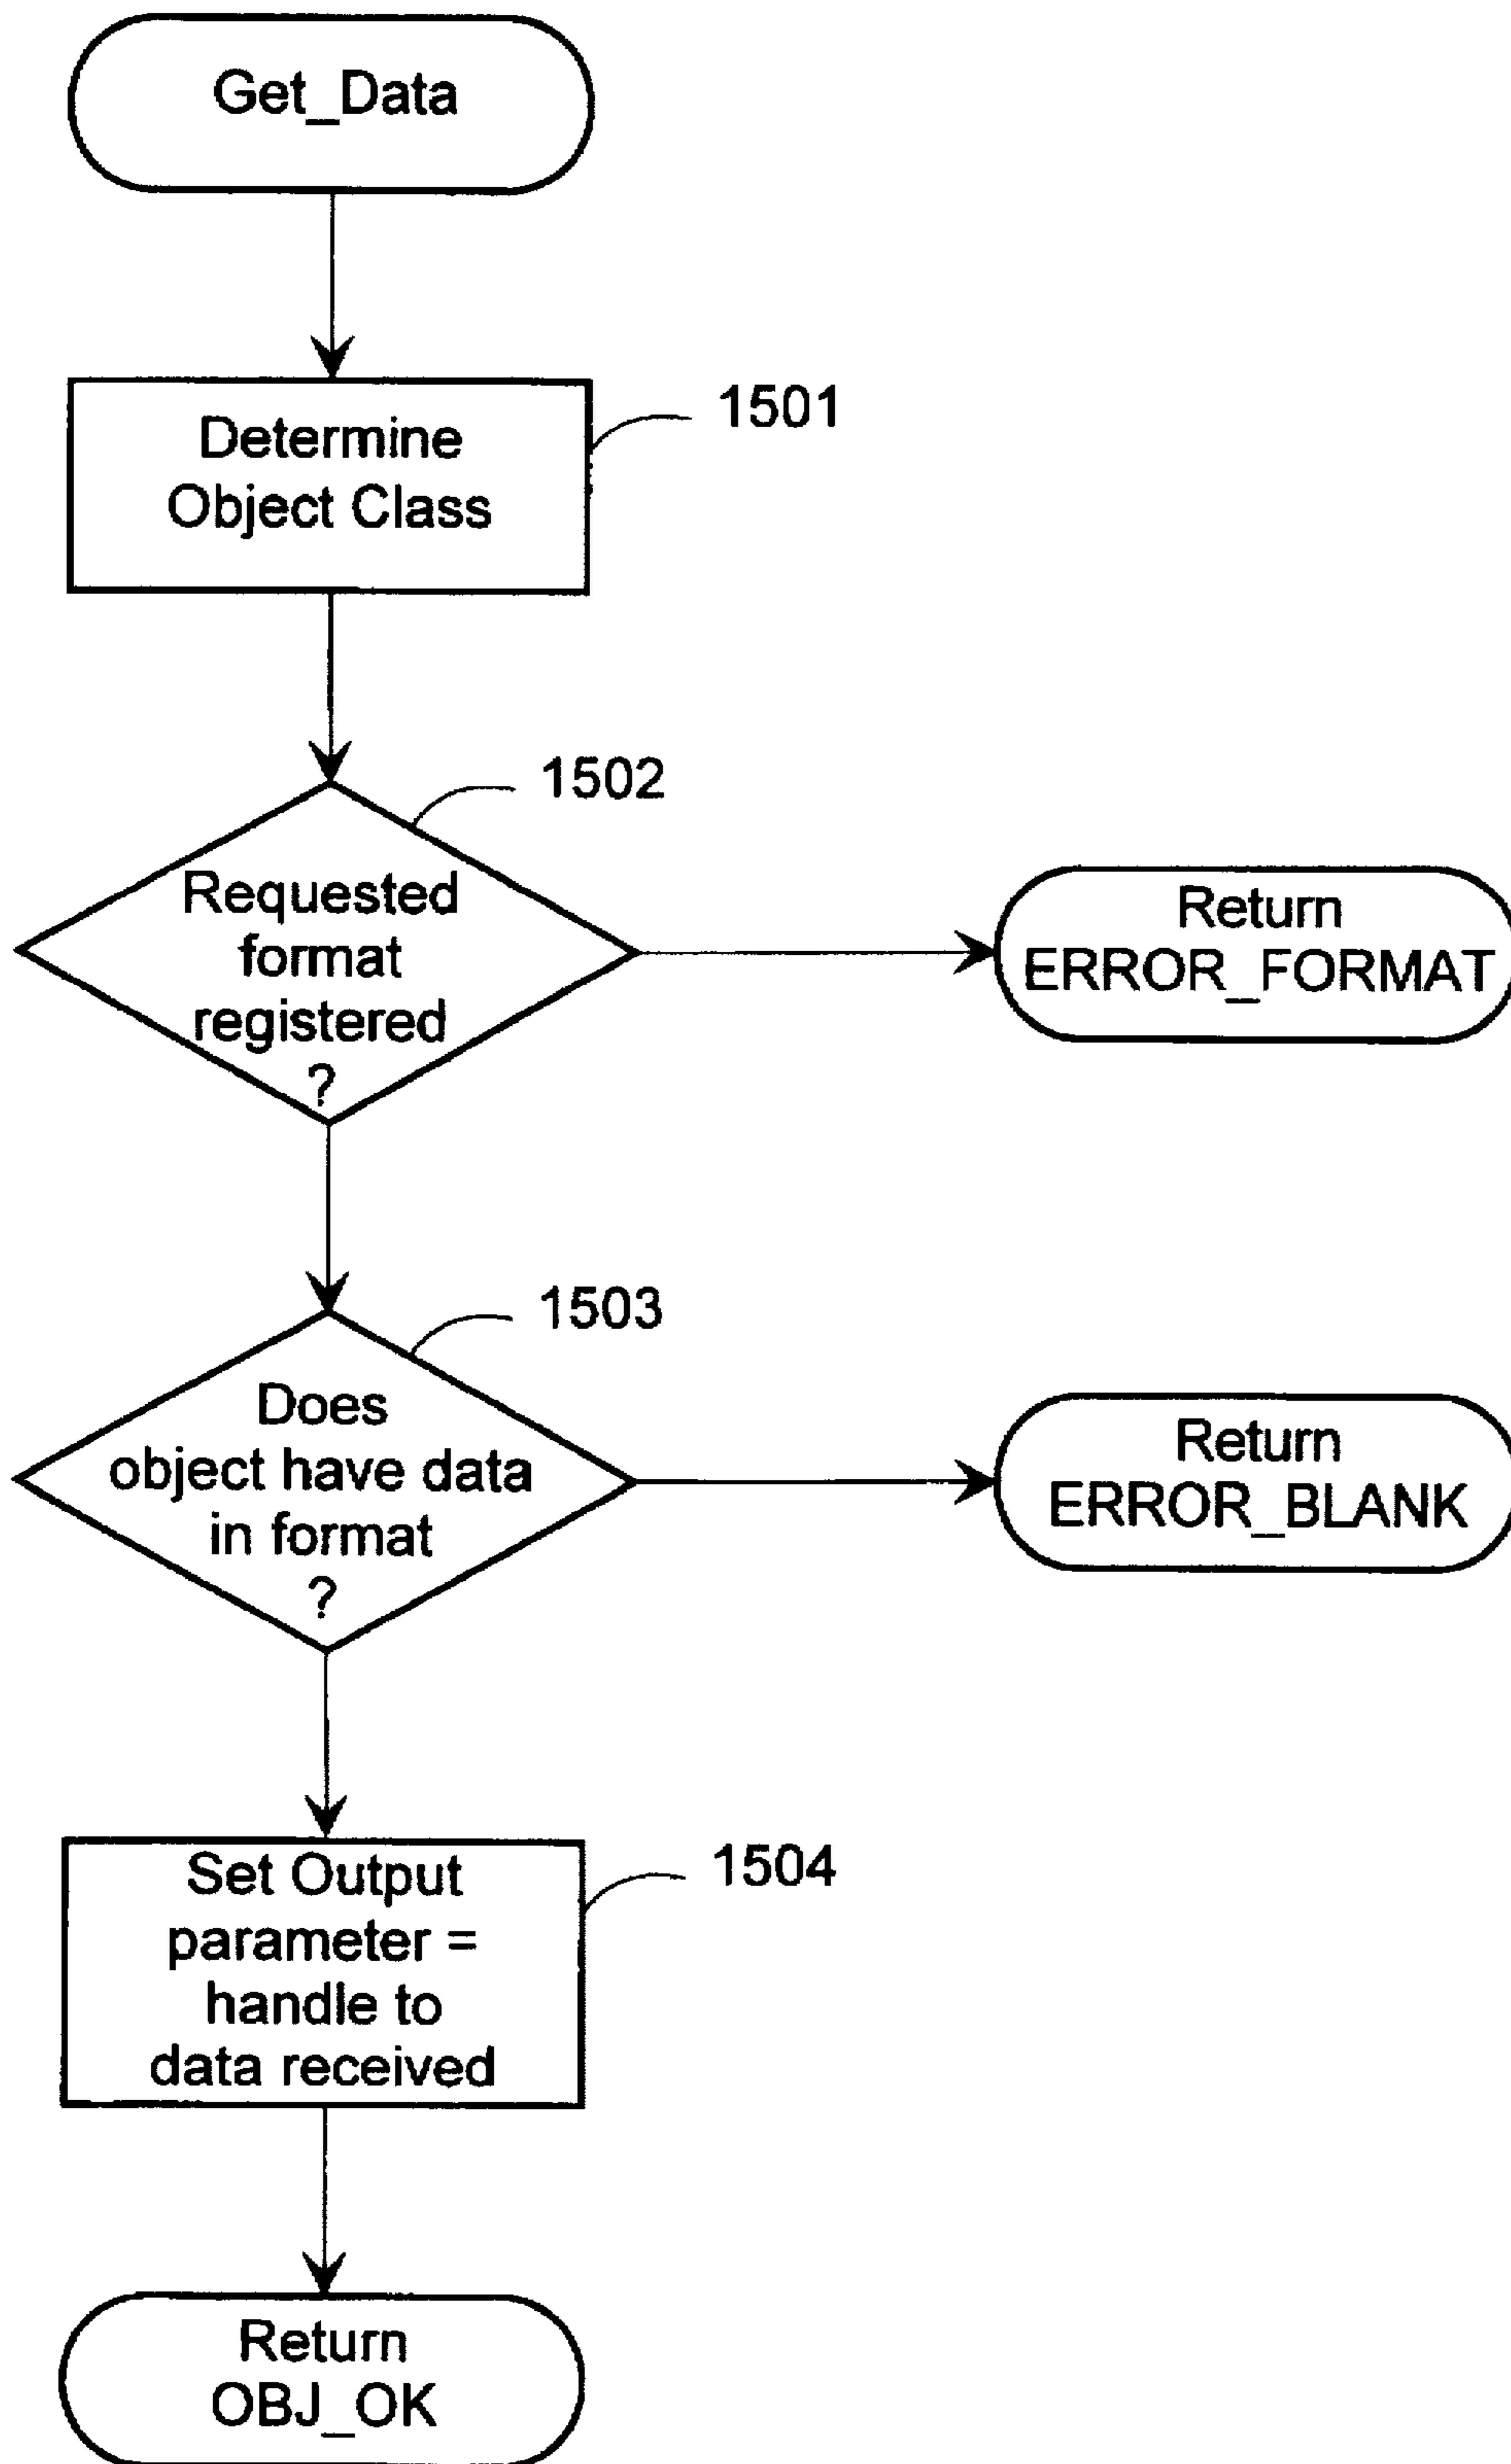 Get_Data
1501
Determine
Object Class
1502
Requested
format
registered
?
Return
ERROR_FORMAT
1503
Does
object have data
in format
?
Return
ERROR_BLANK
1504
Set Output
parameter =
handle to
data received
Return
OBJ_OK